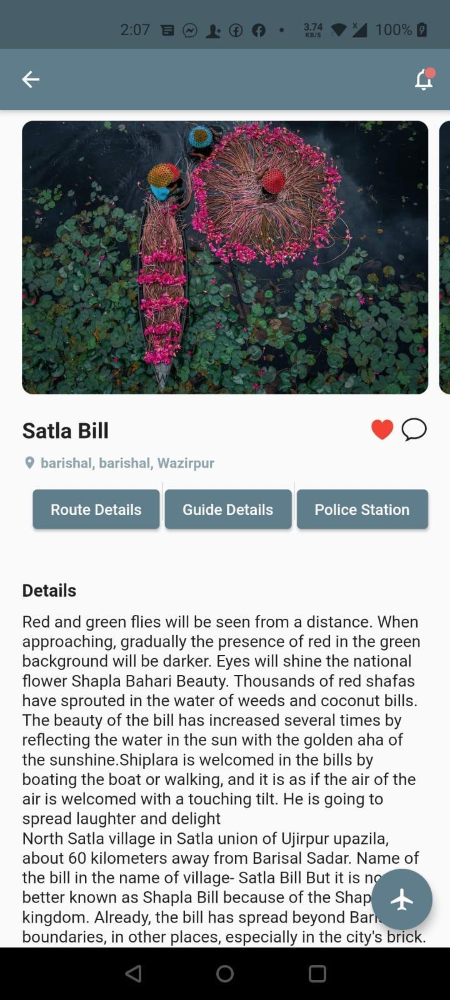 2:07
3.74
KB/S
X
100%
Satla Bill
barishal, barishal, Wazirpur
Route Details
Guide Details
Police Station
Details
Red and green flies will be seen from a distance. When
approaching, gradually the presence of red in the green
background will be darker. Eyes will shine the national
flower Shapla Bahari Beauty. Thousands of red shafas
have sprouted in the water of weeds and coconut bills.
The beauty of the bill has increased several times by
reflecting the water in the sun with the golden aha of
the sunshine.Shiplara is welcomed in the bills by
boating the boat or walking, and it is as if the air of the
air is welcomed with a touching tilt. He is going to
spread laughter and delight
North Satla village in Satla union of Ujirpur upazila,
about 60 kilometers away from Barisal Sadar. Name of
the bill in the name of village- Satla Bill But it is
better known as Shapla Bill because of the
kingdom. Already, the bill has spread beyond
boundaries, in other places, especially in the city's brick.